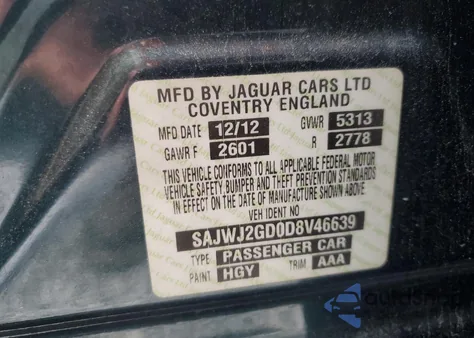 MFD BY JAGUAR CARS LTD
COVENTRY ENGLAND
MFD DATE 12/12 GVWR 5313
GAWR F 2601 R 2778
THIS VEHICLE CONFORMS TO ALL APPLICABLE FEDERAL MOTOR
VEHICLE SAFETY BUMPER AND THEFT PREVENTION STANDARDS
IN EFFECT ON THE DATE OF MANUFACTURE SHOWN ABOVE.
VEH IDENT NO
SAJWJ2GD0D8V46639
TYPE PASSENGER CAR
PAINT HGY TRIM AAA